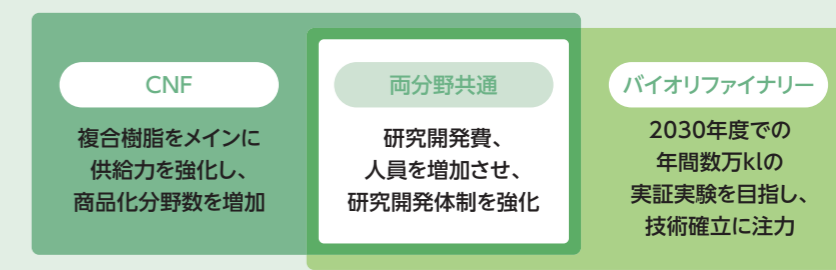 CNF
複合樹脂をメインに
供給力を強化し、
商品化分野数を増加
両分野共通
研究開発費、
人員を増加させ、
研究開発体制を強化
バイオリファイナリー
2030年度での
年間数万klの
実証実験を目指し、
技術確立に注力